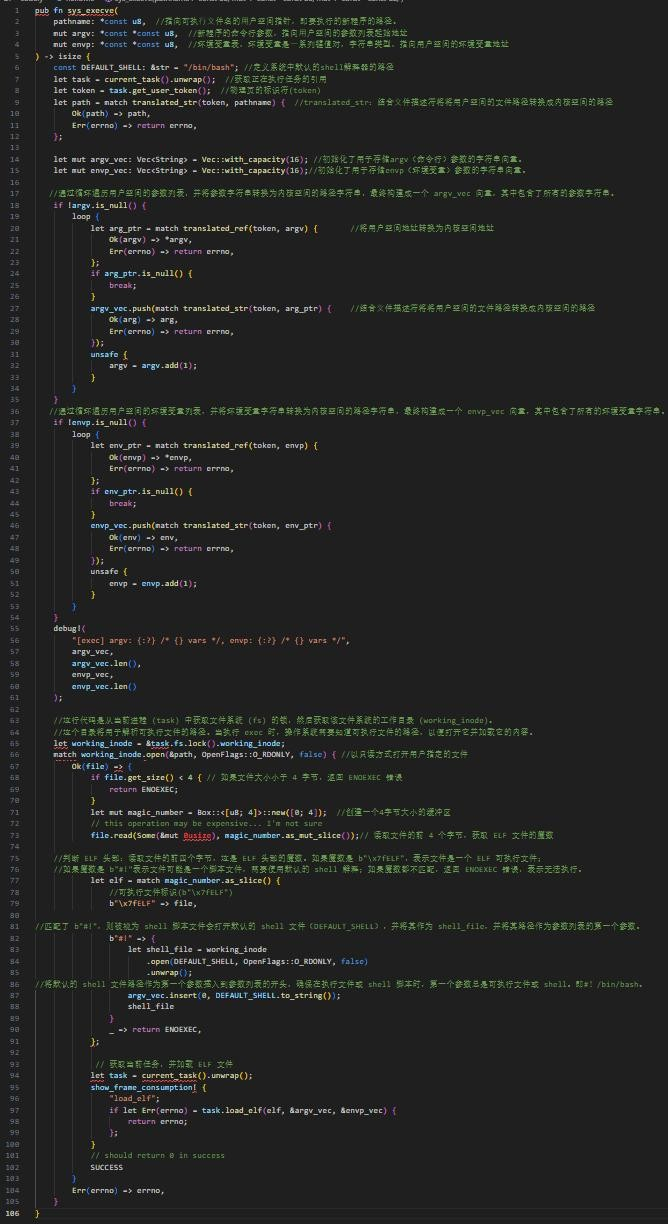 1 pub fn sys_execve(
2 pathname: *const u8, //指向可执行文件名的用户空间指针，即要执行的新程序的路径。
3 mut argv: *const *const u8, //新程序的命令行参数，指向用户空间的参数列表起始地址
4 mut envp: *const *const u8, //环境变量表，环境变量是一系列键值对，字符串类型，指向用户空间的环境变量地址
5 ) -> isize {
6 const DEFAULT_SHELL: &str = "/bin/bash"; //定义系统中默认的shell解释器的路径
7 let task = current_task().unwrap(); //获取正在执行任务的引用
8 let token = task.get_user_token(); //物理页的标识符(token)
9 let path = match translated_str(token, pathname) { //translated_str：结合文件描述符将将用户空间的文件路径转换成内核空间的路径
10 Ok(path) => path,
11 Err(errno) => return errno,
12 };
13
14 let mut argv_vec: Vec<String> = Vec::with_capacity(16); //初始化了用于存储argv（命令行）参数的字符串向量。
15 let mut envp_vec: Vec<String> = Vec::with_capacity(16);//初始化了用于存储envp（环境变量）参数的字符串向量。
16
17 //通过循环遍历用户空间的参数列表，并将参数字符串转换为内核空间的路径字符串，最终构建成一个 argv_vec 向量，其中包含了所有的参数字符串。
18 if !argv.is_null() {
19 loop {
20 let arg_ptr = match translated_ref(token, argv) { //将用户空间地址转换为内核空间地址
21 Ok(argv) => *argv,
22 Err(errno) => return errno,
23 };
24 if arg_ptr.is_null() {
25 break;
26 }
27 argv_vec.push(match translated_str(token, arg_ptr) { //结合文件描述符将将用户空间的文件路径转换成内核空间的路径
28 Ok(arg) => arg,
29 Err(errno) => return errno,
30 });
31 unsafe {
32 argv = argv.add(1);
33 }
34 }
35 }
36 //通过循环遍历用户空间的环境变量列表，并将环境变量字符串转换为内核空间的路径字符串，最终构建成一个 envp_vec 向量，其中包含了所有的环境变量字符串。
37 if !envp.is_null() {
38 loop {
39 let env_ptr = match translated_ref(token, envp) {
40 Ok(envp) => *envp,
41 Err(errno) => return errno,
42 };
43 if env_ptr.is_null() {
44 break;
45 }
46 envp_vec.push(match translated_str(token, env_ptr) {
47 Ok(env) => env,
48 Err(errno) => return errno,
49 });
50 unsafe {
51 envp = envp.add(1);
52 }
53 }
54 }
55 debug!(
56 "[exec] argv: {:?} /* {} vars */, envp: {:?} /* {} vars */",
57 argv_vec,
58 argv_vec.len(),
59 envp_vec,
60 envp_vec.len()
61 );
62
63 //这行代码是从当前进程 (task) 中获取文件系统 (fs) 的锁，然后获取该文件系统的工作目录 (working_inode)。
64 //这个目录将用于解析可执行文件的路径。当执行 exec 时，操作系统需要知道可执行文件的路径，以便打开它并加载它的内容。
65 let working_inode = &task.fs.lock().working_inode;
66 match working_inode.open(&path, OpenFlags::O_RDONLY, false) { //以只读方式打开用户指定的文件
67 Ok(file) => {
68 if file.get_size() < 4 { // 如果文件大小小于 4 字节，返回 ENOEXEC 错误
69 return ENOEXEC;
70 }
71 let mut magic_number = Box::<[u8; 4]>::new([0; 4]); //创建一个4字节大小的缓冲区
72 // this operation may be expensive... I'm not sure
73 file.read(Some(&mut 0usize), magic_number.as_mut_slice());// 读取文件的前 4 个字节，获取 ELF 文件的魔数
74
75 //判断 ELF 头部：读取文件的前四个字节，这是 ELF 头部的魔数。如果魔数是 b"\x7fELF"，表示文件是一个 ELF 可执行文件；
76 //如果魔数是 b"#!"表示文件可能是一个脚本文件，需要使用默认的 shell 解释；如果魔数都不匹配，返回 ENOEXEC 错误，表示无法执行。
77 let elf = match magic_number.as_slice() {
78 //可执行文件标识(b"\x7fELF")
79 b"\x7fELF" => file,
80
81 //匹配了 b"#!"，则被视为 shell 脚本文件会打开默认的 shell 文件（DEFAULT_SHELL），并将其作为 shell_file，并将其路径作为参数列表的第一个参数。
82 b"#!" => {
83 let shell_file = working_inode
84 .open(DEFAULT_SHELL, OpenFlags::O_RDONLY, false)
85 .unwrap();
86 //将默认的 shell 文件路径作为第一个参数插入到参数列表的开头，确保在执行文件或 shell 脚本时，第一个参数总是可执行文件或 shell。即#! /bin/bash。
87 argv_vec.insert(0, DEFAULT_SHELL.to_string());
88 shell_file
89 }
90 _ => return ENOEXEC,
91 };
92
93 // 获取当前任务，并加载 ELF 文件
94 let task = current_task().unwrap();
95 show_frame_consumption! {
96 "load_elf";
97 if let Err(errno) = task.load_elf(elf, &argv_vec, &envp_vec) {
98 return errno;
99 };
100 }
101 // should return 0 in success
102 SUCCESS
103 }
104 Err(errno) => errno,
105 }
106 }